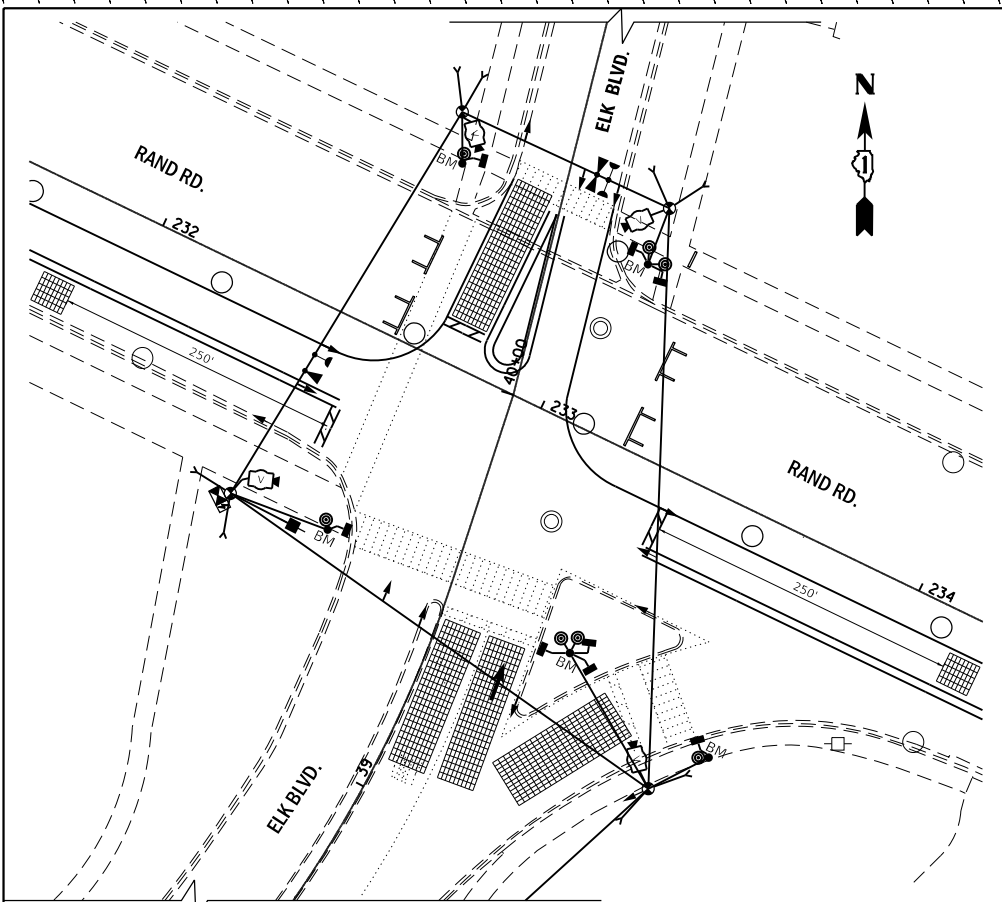 ELK BLVD.
N
1
RAND RD.
BM
232
BM
250'
40+00
233
RAND RD.
V
BM
250'
234
BM
BM
39
ELK BLVD.